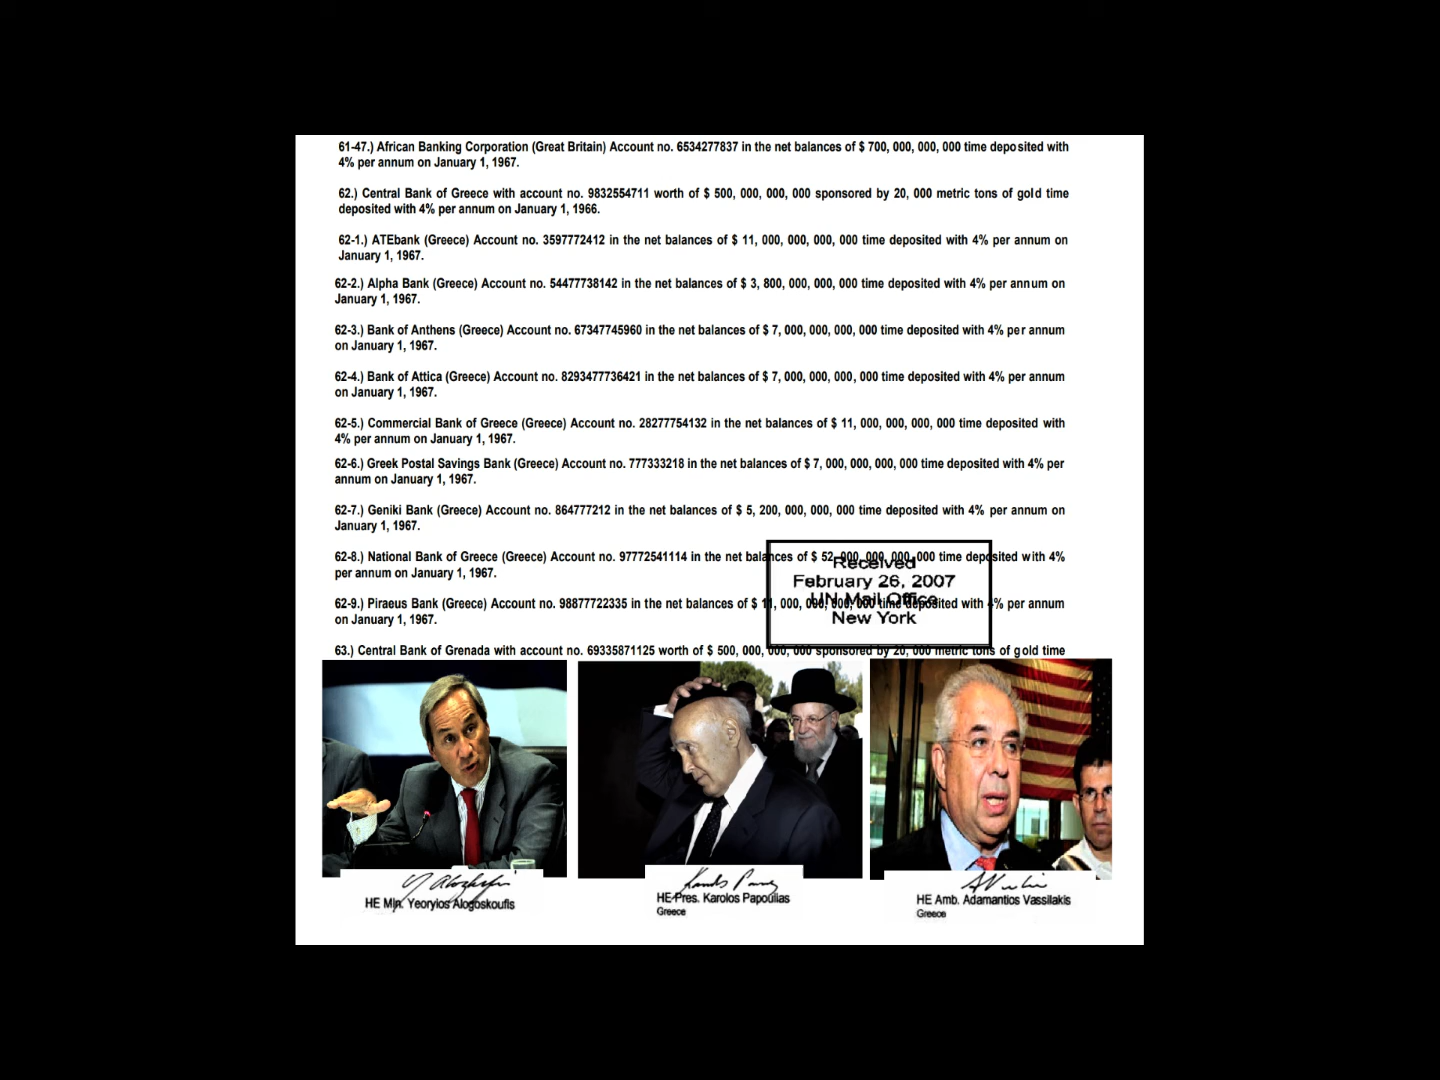 61-47.) African Banking Corporation (Great Britain) Account no. 6534277837 in the net balances of $ 700, 000, 000, 000 time deposited with
4% per annum on January 1, 1967.
62.) Central Bank of Greece with account no. 9832554711 worth of $ 500, 000, 000, 000 sponsored by 20, 000 metric tons of gold time
deposited with 4% per annum on January 1, 1966.
62-1.) ATEbank (Greece) Account no. 3597772412 in the net balances of $ 11, 000, 000, 000, 000 time deposited with 4% per annum on
January 1, 1967.
62-2.) Alpha Bank (Greece) Account no. 54477738142 in the net balances of $ 3, 800, 000, 000, 000 time deposited with 4% per annum on
January 1, 1967.
62-3.) Bank of Anthens (Greece) Account no. 67347745960 in the net balances of $ 7, 000, 000, 000, 000 time deposited with 4% per annum
on January 1, 1967.
62-4.) Bank of Attica (Greece) Account no. 8293477736421 in the net balances of $ 7, 000, 000, 000, 000 time deposited with 4% per annum
on January 1, 1967.
62-5.) Commercial Bank of Greece (Greece) Account no. 28277754132 in the net balances of $ 11, 000, 000, 000, 000 time deposited with
4% per annum on January 1, 1967.
62-6.) Greek Postal Savings Bank (Greece) Account no. 777333218 in the net balances of $ 7, 000, 000, 000, 000 time deposited with 4% per
annum on January 1, 1967.
62-7.) Geniki Bank (Greece) Account no. 864777212 in the net balances of $ 5, 200, 000, 000, 000 time deposited with 4% per annum on
January 1, 1967.
62-8.) National Bank of Greece (Greece) Account no. 97772541114 in the net balances of $ 52, 000, 000, 000, 000 time deposited with 4%
per annum on January 1, 1967.
62-9.) Piraeus Bank (Greece) Account no. 98877722335 in the net balances of $ 11, 000, 000, 000, 000 time deposited with 4% per annum
on January 1, 1967.
Received
February 26, 2007
UN Mail Office
New York
63.) Central Bank of Grenada with account no. 69335871125 worth of $ 500, 000, 000, 000 sponsored by 20, 000 metric tons of gold time
HE Min. Yeoryios Alogoskoufis
HE Pres. Karolos Papoulias
Greece
HE Amb. Adamantios Vassilakis
Greece